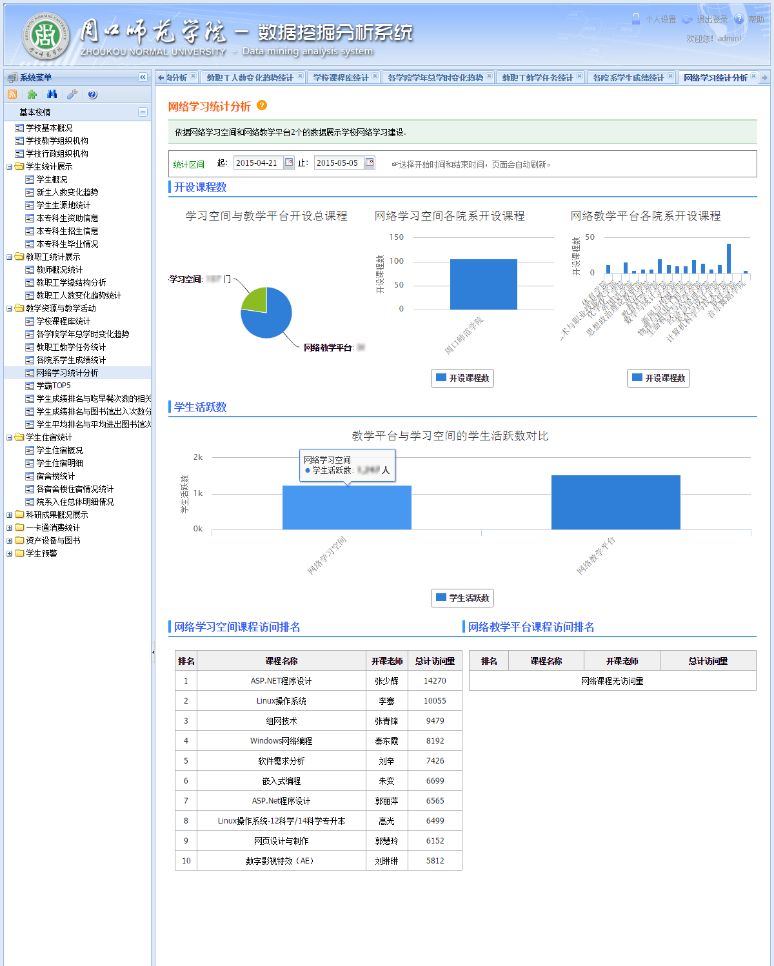 周口师范学院 – 数据挖掘分析系统
ZHOUKOU NORMAL UNIVERSITY - Data mining analysis system
个人设置 退出登录 帮助
欢迎您! admin!
系统菜单
基本校情
学校基本概况
学校教学组织机构
学校行政组织机构
学生统计展示
学生概况
新生人数变化趋势
学生生源地统计
本专科生资助信息
本专科生招生信息
本专科生毕业情况
教职工统计展示
教师概况统计
教职工学缘结构分析
教职工人数变化趋势统计
教学资源与教学活动
学校课程库统计
各学院学年总学时变化趋势
教职工教学任务统计
各院系学生成绩统计
网络学习统计分析
学霸TOP5
学生成绩排名与吃早餐次数的相关
学生成绩排名与图书馆出入次数分
学生平均排名与平均进出图书馆次
学生住宿统计
学生住宿概况
学生住宿明细
宿舍楼统计
各宿舍楼住宿情况统计
院系入住总体明细情况
科研成果概况展示
一卡通消费统计
资产设备与图书
学生预警
构分析 教职工人数变化趋势统计 学校课程库统计 各学院学年总学时变化趋势 教职工教学任务统计 各院系学生成绩统计 网络学习统计分析
网络学习统计分析
依据网络学习空间和网络教学平台2个的数据展示学校网络学习建设.
统计区间 起: 2015-04-21 止: 2015-05-05 选择开始时间和结束时间,页面会自动刷新。
开设课程数
学习空间与教学平台开设总课程
学习空间: 门
网络教学平台:
网络学习空间各院系开设课程
开设课程数
150
100
50
0
周口师范学院
开设课程数
网络教学平台各院系开设课程
开设课程数
50
0
音乐舞蹈学院
开设课程数
学生活跃数
教学平台与学习空间的学生活跃数对比
学生活跃数
2k
1k
0k
网络学习空间
学生活跃数: 人
网络学习空间
网络教学平台
学生活跃数
网络学习空间课程访问排名
排名 课程名称 开课老师 总计访问量
1 ASP.NET程序设计 张少辉 14270
2 Linux操作系统 10055
3 组网技术 9479
4 Windows网络编程 秦东霞 8192
5 软件需求分析 7426
6 嵌入式编程 6699
7 ASP.Net程序设计 郭丽萍 6565
8 Linux操作系统-12科学/14科学专升本 高光 6499
9 网页设计与制作 郭慧玲 6152
10 数字影视特效(AE) 刘琳琳 5812
网络教学平台课程访问排名
排名 课程名称 开课老师 总计访问量
网络课程无访问量